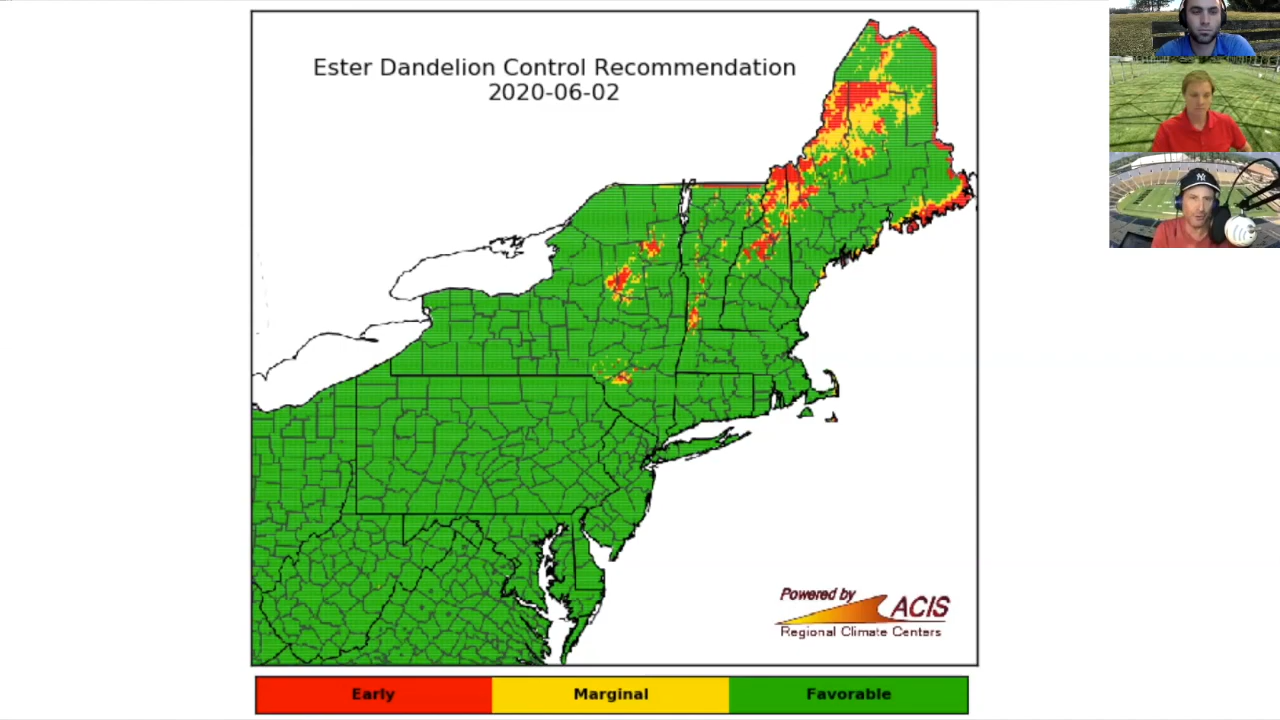 Ester Dandelion Control Recommendation
2020-06-02
Powered by
ACIS
Regional Climate Centers
Early
Marginal
Favorable